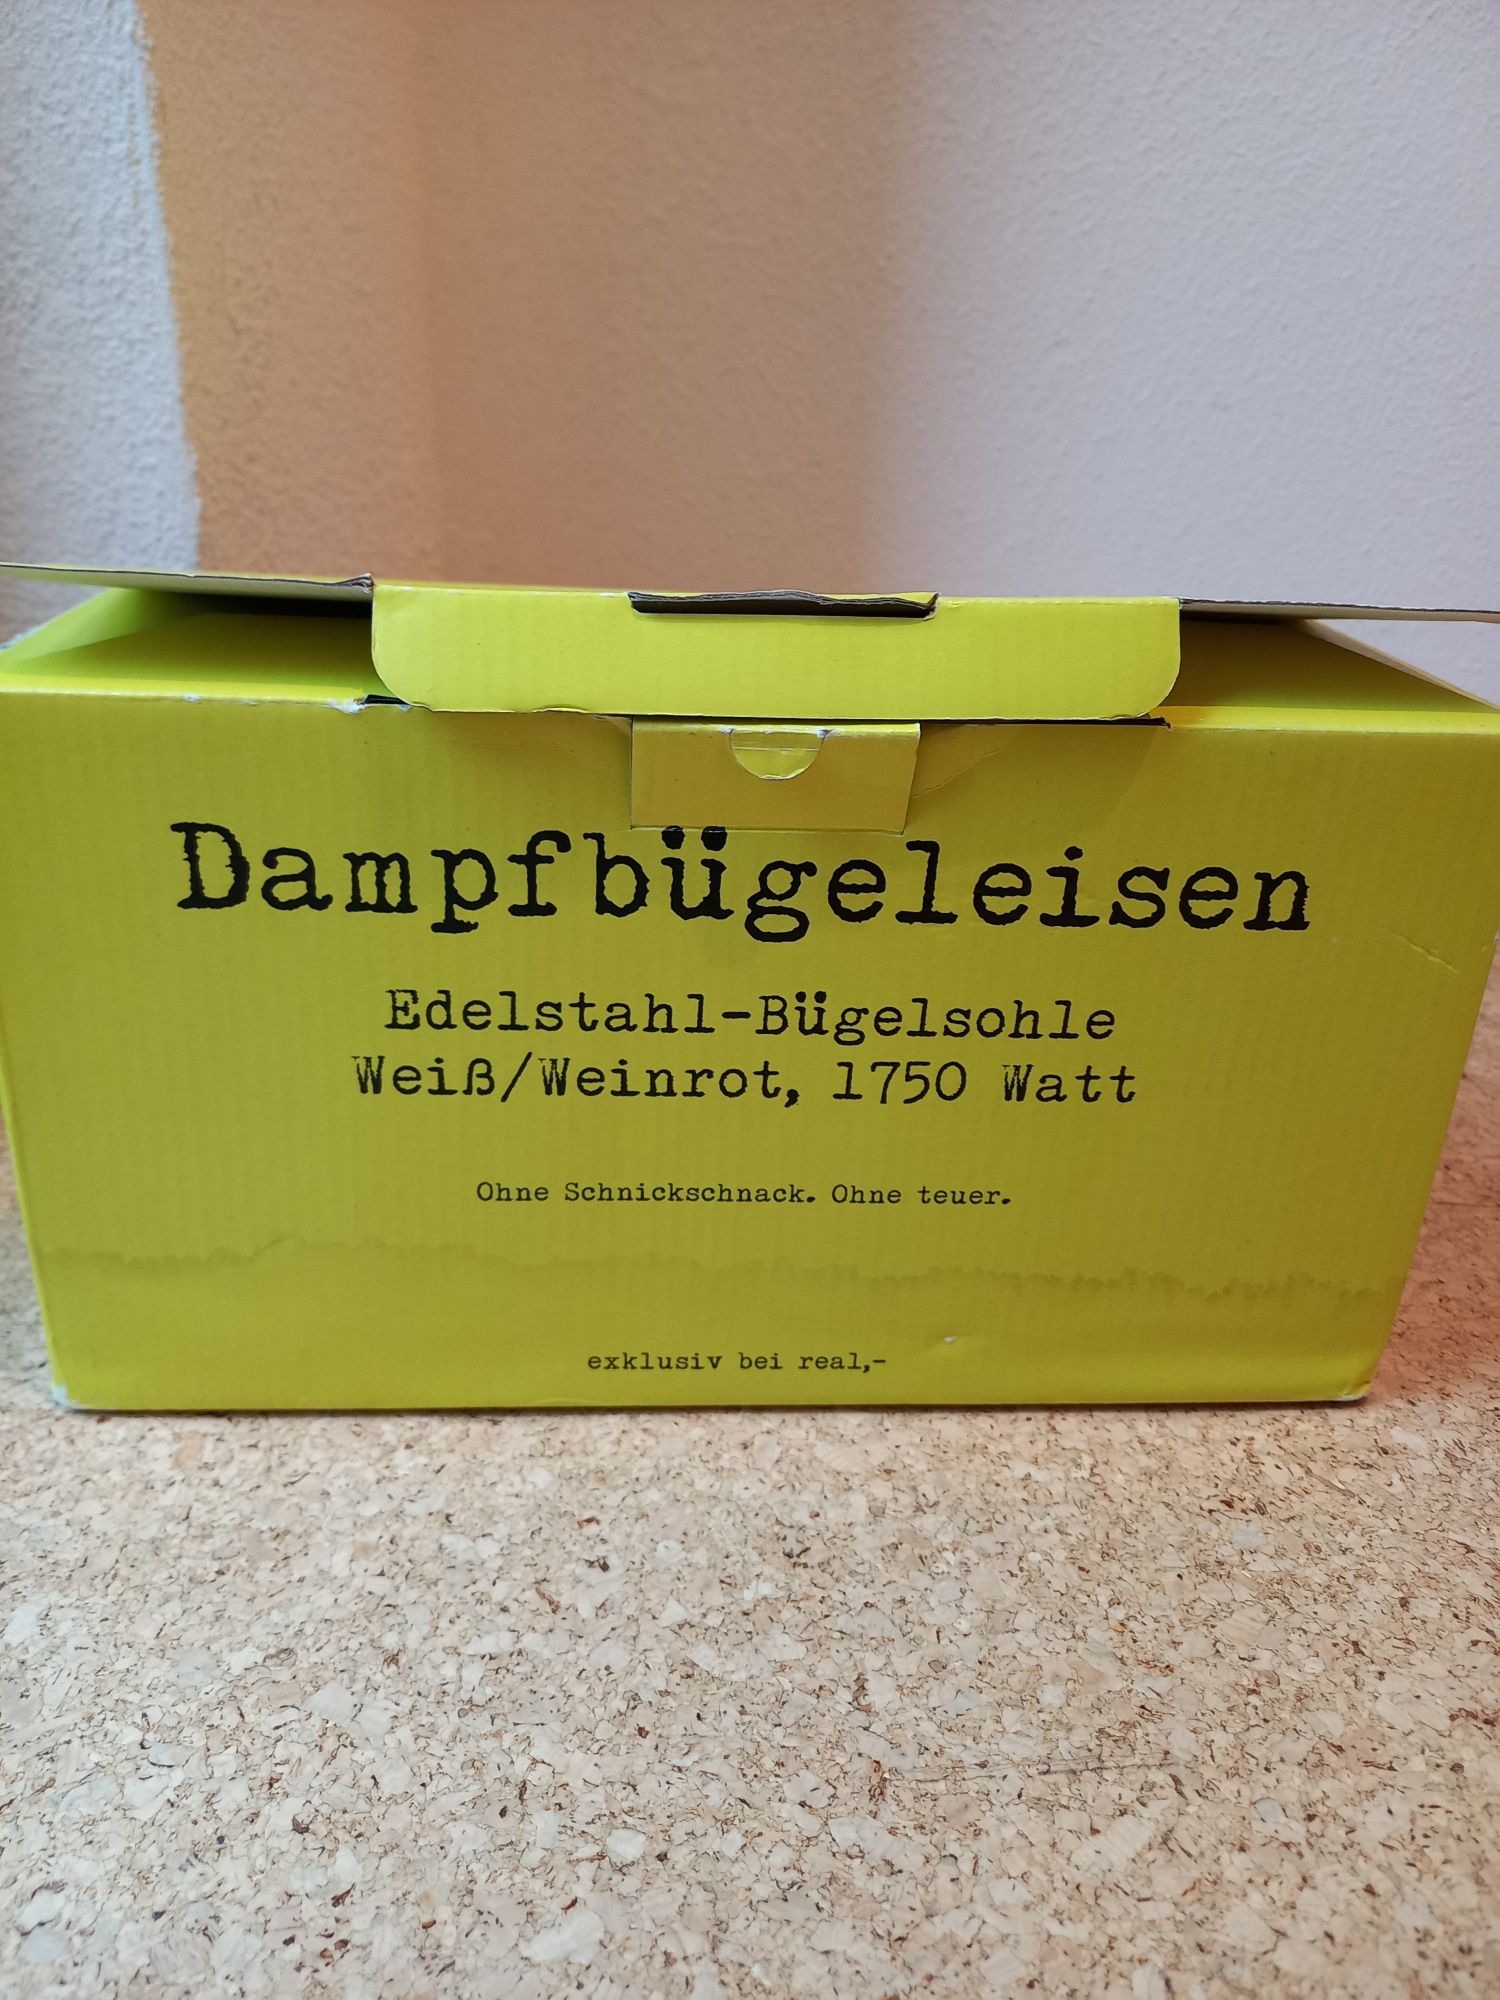 Dampfbügeleisen
Edelstahl-Bügelsohle
Weiß/Weinrot, 1750 Watt
Ohne Schnickschnack. Ohne teuer.
exklusiv bei real,-